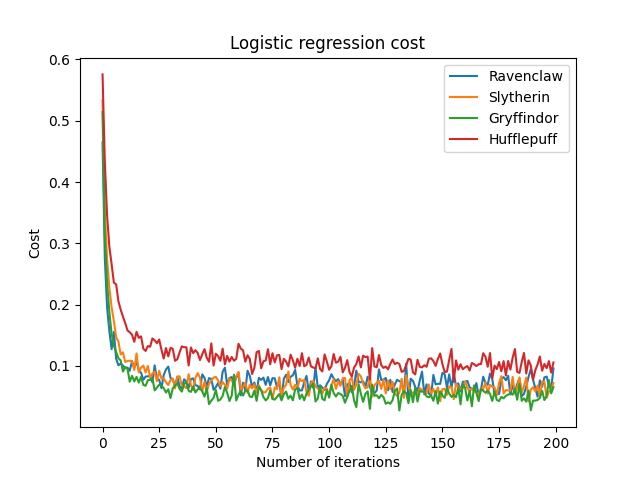 Logistic regression cost
0.6
0.5
0.4
0.3
0.2
0.1
Cost
Ravenclaw
Slytherin
Gryffindor
Hufflepuff
0 25 50 75 100 125 150 175 200
Number of iterations